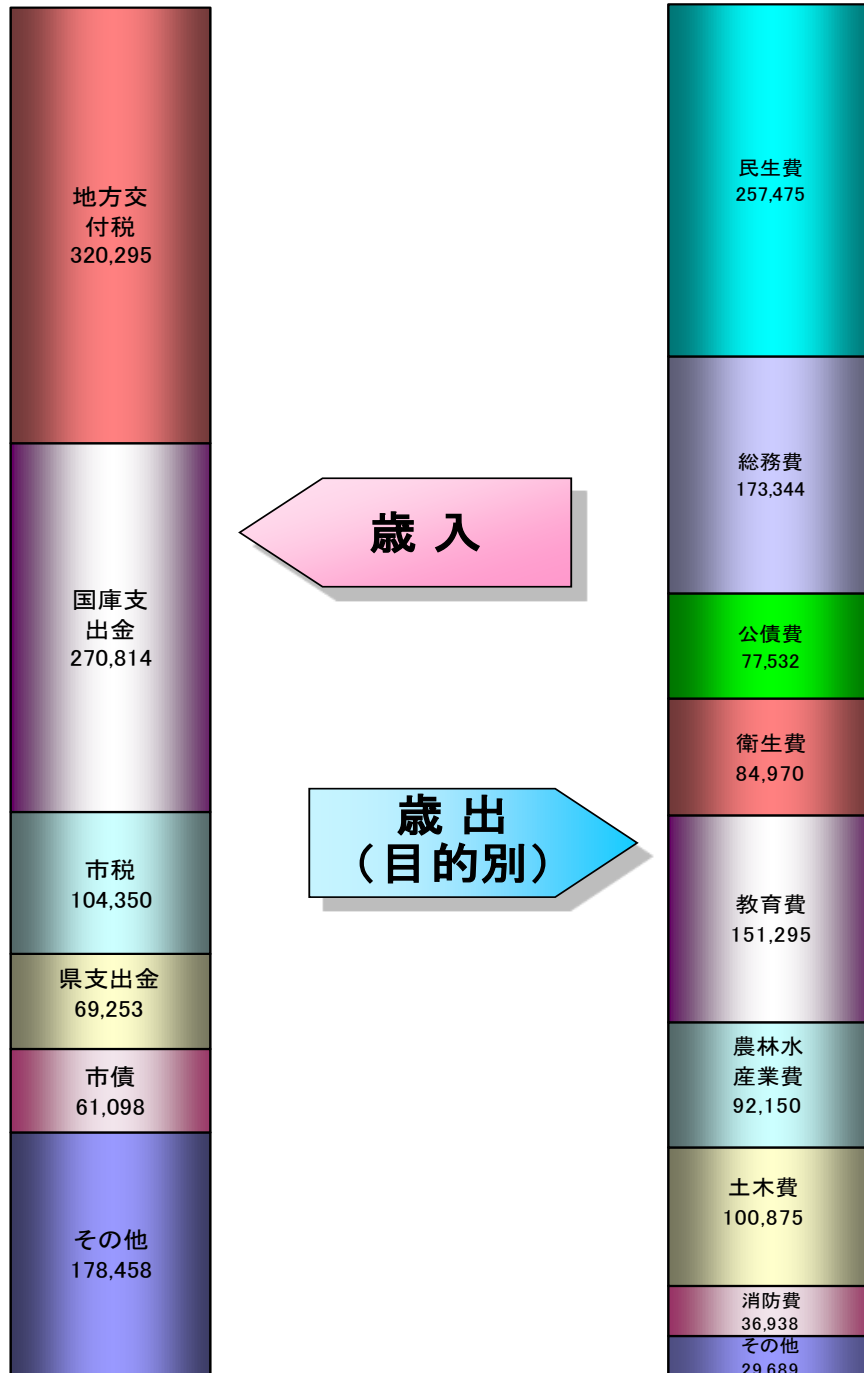 地方交
付税
320,295
国庫支
出金
270,814
市税
104,350
県支出金
69,253
市債
61,098
その他
178,458
歳 入
歳 出
（目的別）
民生費
257,475
総務費
173,344
公債費
77,532
衛生費
84,970
教育費
151,295
農林水
産業費
92,150
土木費
100,875
消防費
36,938
その他
29,689